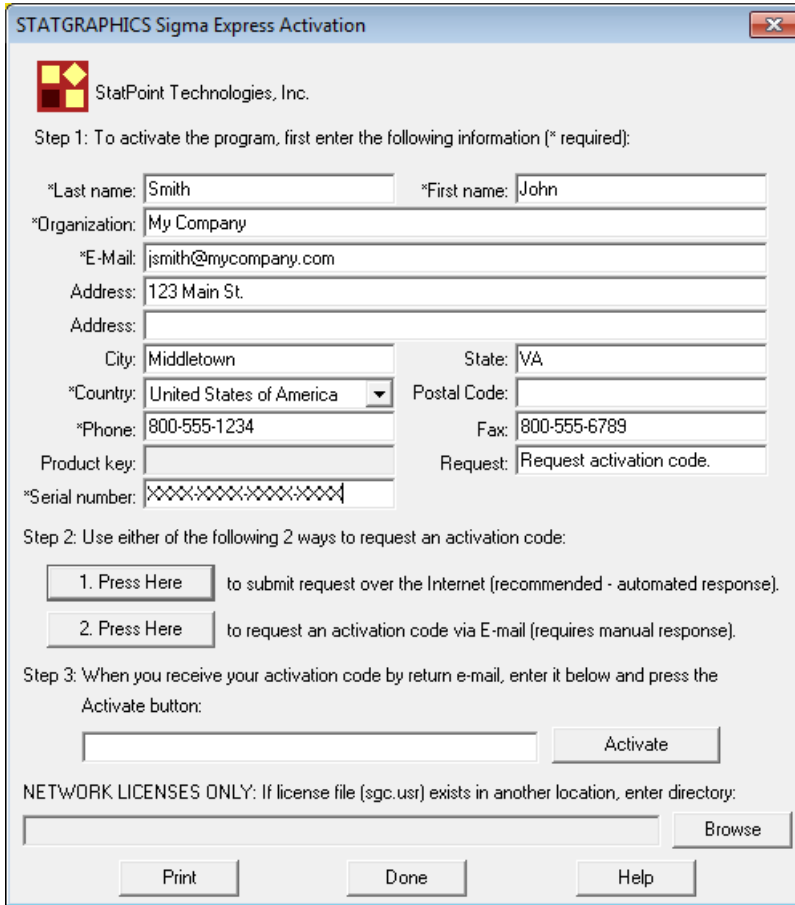 STATGRAPHICS Sigma Express Activation
StatPoint Technologies, Inc.
Step 1: To activate the program, first enter the following information (* required):
*Last name: Smith *First name: John
*Organization: My Company
*E-Mail: jsmith@mycompany.com
Address: 123 Main St.
Address:
City: Middletown State: VA
*Country: United States of America Postal Code:
*Phone: 800-555-1234 Fax: 800-555-6789
Product key: Request: Request activation code.
*Serial number: XXXX-XXXX-XXXX-XXXX
Step 2: Use either of the following 2 ways to request an activation code:
1. Press Here to submit request over the Internet (recommended - automated response).
2. Press Here to request an activation code via E-mail (requires manual response).
Step 3: When you receive your activation code by return e-mail, enter it below and press the
Activate button:
Activate
NETWORK LICENSES ONLY: If license file (sgc.usr) exists in another location, enter directory:
Browse
Print Done Help